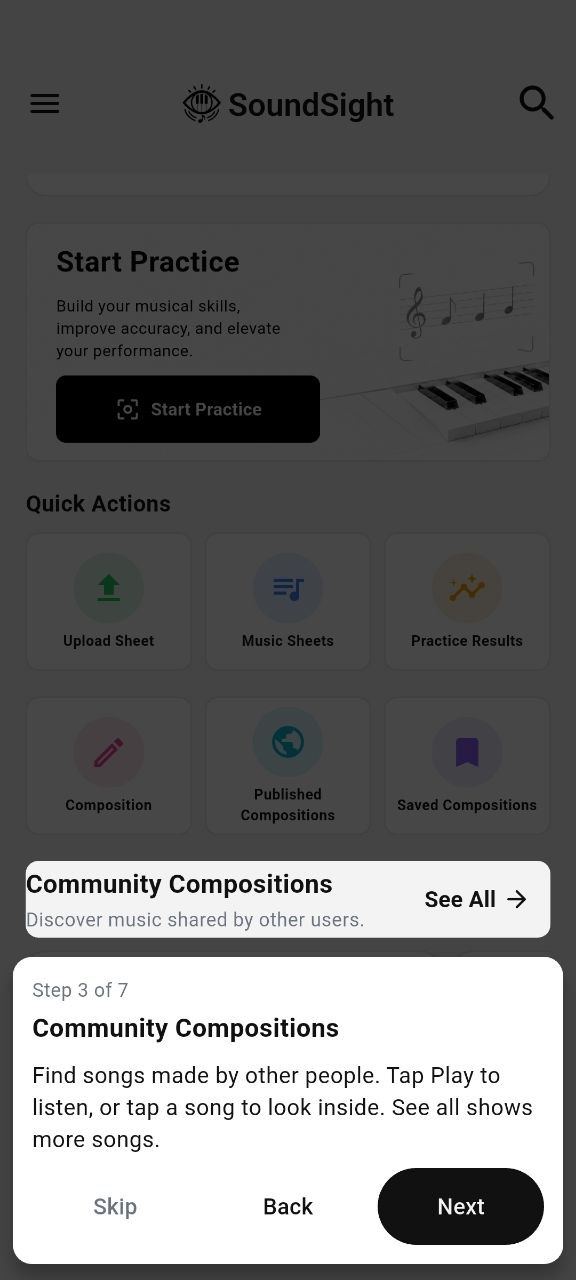 SoundSight
Start Practice
Build your musical skills,
improve accuracy, and elevate
your performance.
Start Practice
Quick Actions
Upload Sheet
Music Sheets
Practice Results
Composition
Published
Compositions
Saved Compositions
Community Compositions
Discover music shared by other users.
See All
Step 3 of 7
Community Compositions
Find songs made by other people. Tap Play to
listen, or tap a song to look inside. See all shows
more songs.
Skip
Back
Next